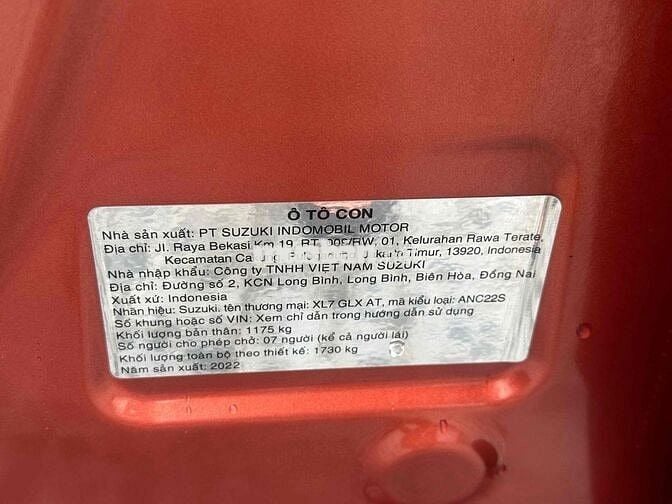 Ô TÔ CON
Nhà sản xuất: PT SUZUKI INDOMOBIL MOTOR
Địa chỉ: Jl. Raya Bekasi Km 19, RT. 005/RW, 01, Kelurahan Rawa Terate,
Kecamatan Timur, 13920, Indonesia
Nhà nhập khẩu: Công ty TNHH VIỆT NAM SUZUKI
Địa chỉ: Đường số 2, KCN Long Bình, Long Bình, Biên Hòa, Đồng Nai
Xuất xứ: Indonesia
Nhãn hiệu: Suzuki. tên thương mại: XL7 GLX AT, mã kiểu loại: ANC22S
Số khung hoặc số VIN: Xem chỉ dẫn trong hướng dẫn sử dụng
Khối lượng bản thân: 1175 kg
Số người cho phép chở: 07 người (kể cả người lái)
Khối lượng toàn bộ theo thiết kế: 1730 kg
Năm sản xuất: 2022